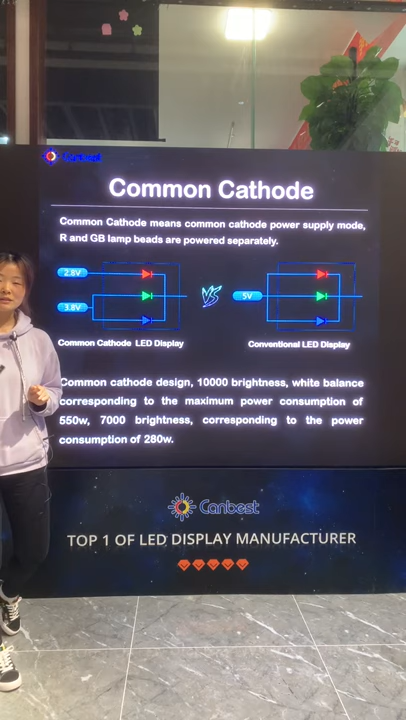 Canbest
Common Cathode
Common Cathode means common cathode power supply mode,
R and GB lamp beads are powered separately.
2.8V
3.8V
VS
5V
Common Cathode LED Display
Conventional LED Display
Common cathode design, 10000 brightness, white balance
corresponding to the maximum power consumption of
550w, 7000 brightness, corresponding to the power
consumption of 280w.
Canbest
TOP 1 OF LED DISPLAY MANUFACTURER